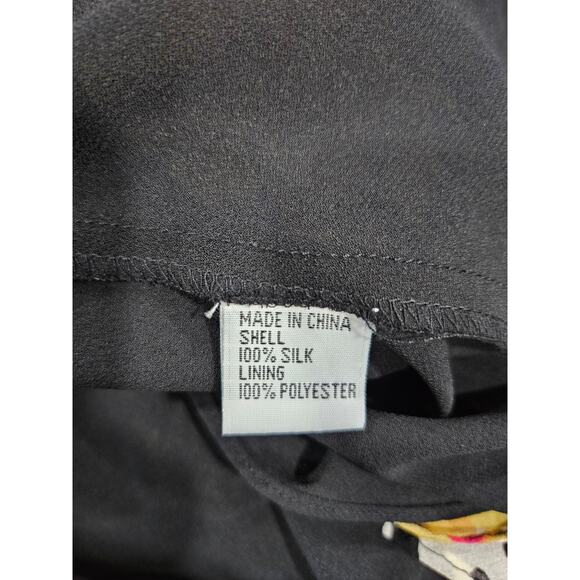 MADE IN CHINA
SHELL
100% SILK
LINING
100% POLYESTER